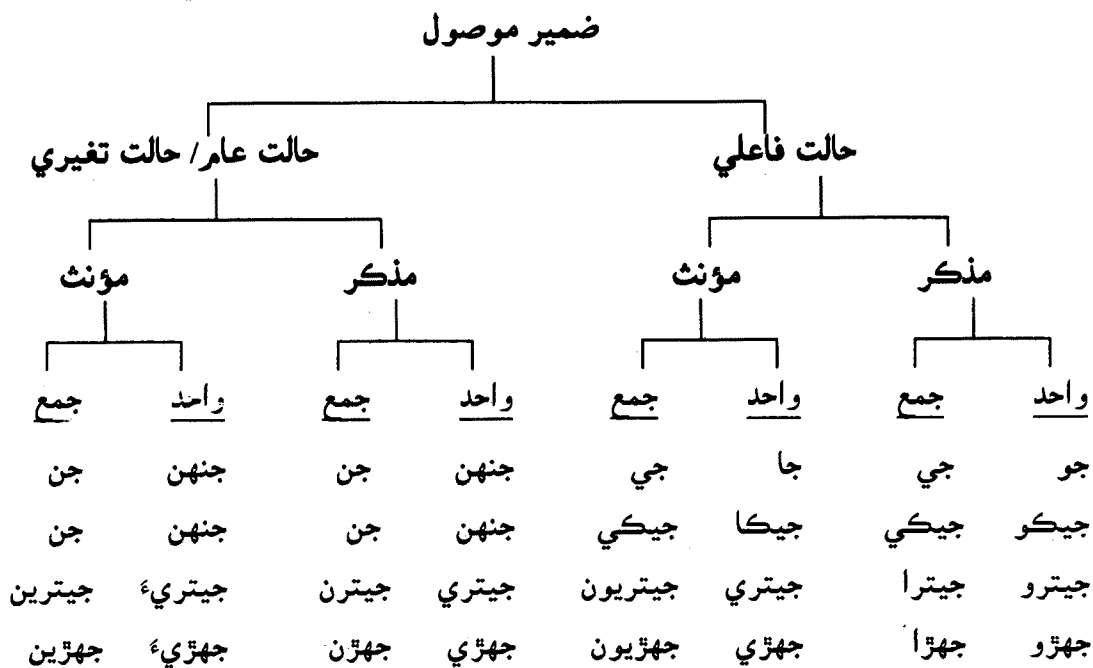 ضمير موصول
حالت فاعلي حالت عام/ حالت تغيري
مذڪر مؤنث مذڪر مؤنث
واحد جمع واحد جمع واحد جمع واحد جمع
جو جي جا جي جنهن جن جنهن جن
جيڪو جيڪي جيڪا جيڪي جنهن جن جنهن جن
جيترو جيترا جيتري جيتريون جيتري جيترن جيتريءَ جيترين
جهڙو جهڙا جهڙي جهڙيون جهڙي جهڙن جهڙيءَ جهڙين